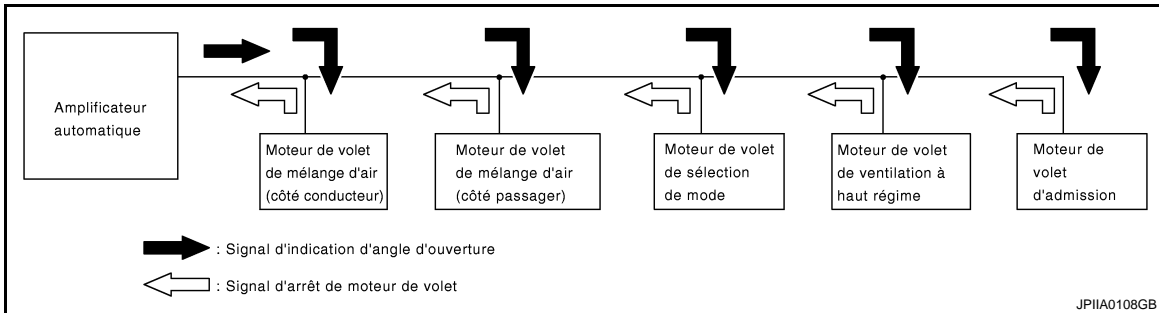 Amplificateur
automatique
Moteur de volet
de mélange d'air
(côté conducteur)
Moteur de volet
de mélange d'air
(côté passager)
Moteur de volet
de sélection
de mode
Moteur de volet
de ventilation à
haut régime
Moteur de
volet
d'admission
: Signal d'indication d'angle d'ouverture
: Signal d'arrêt de moteur de volet
JPIIA0108GB